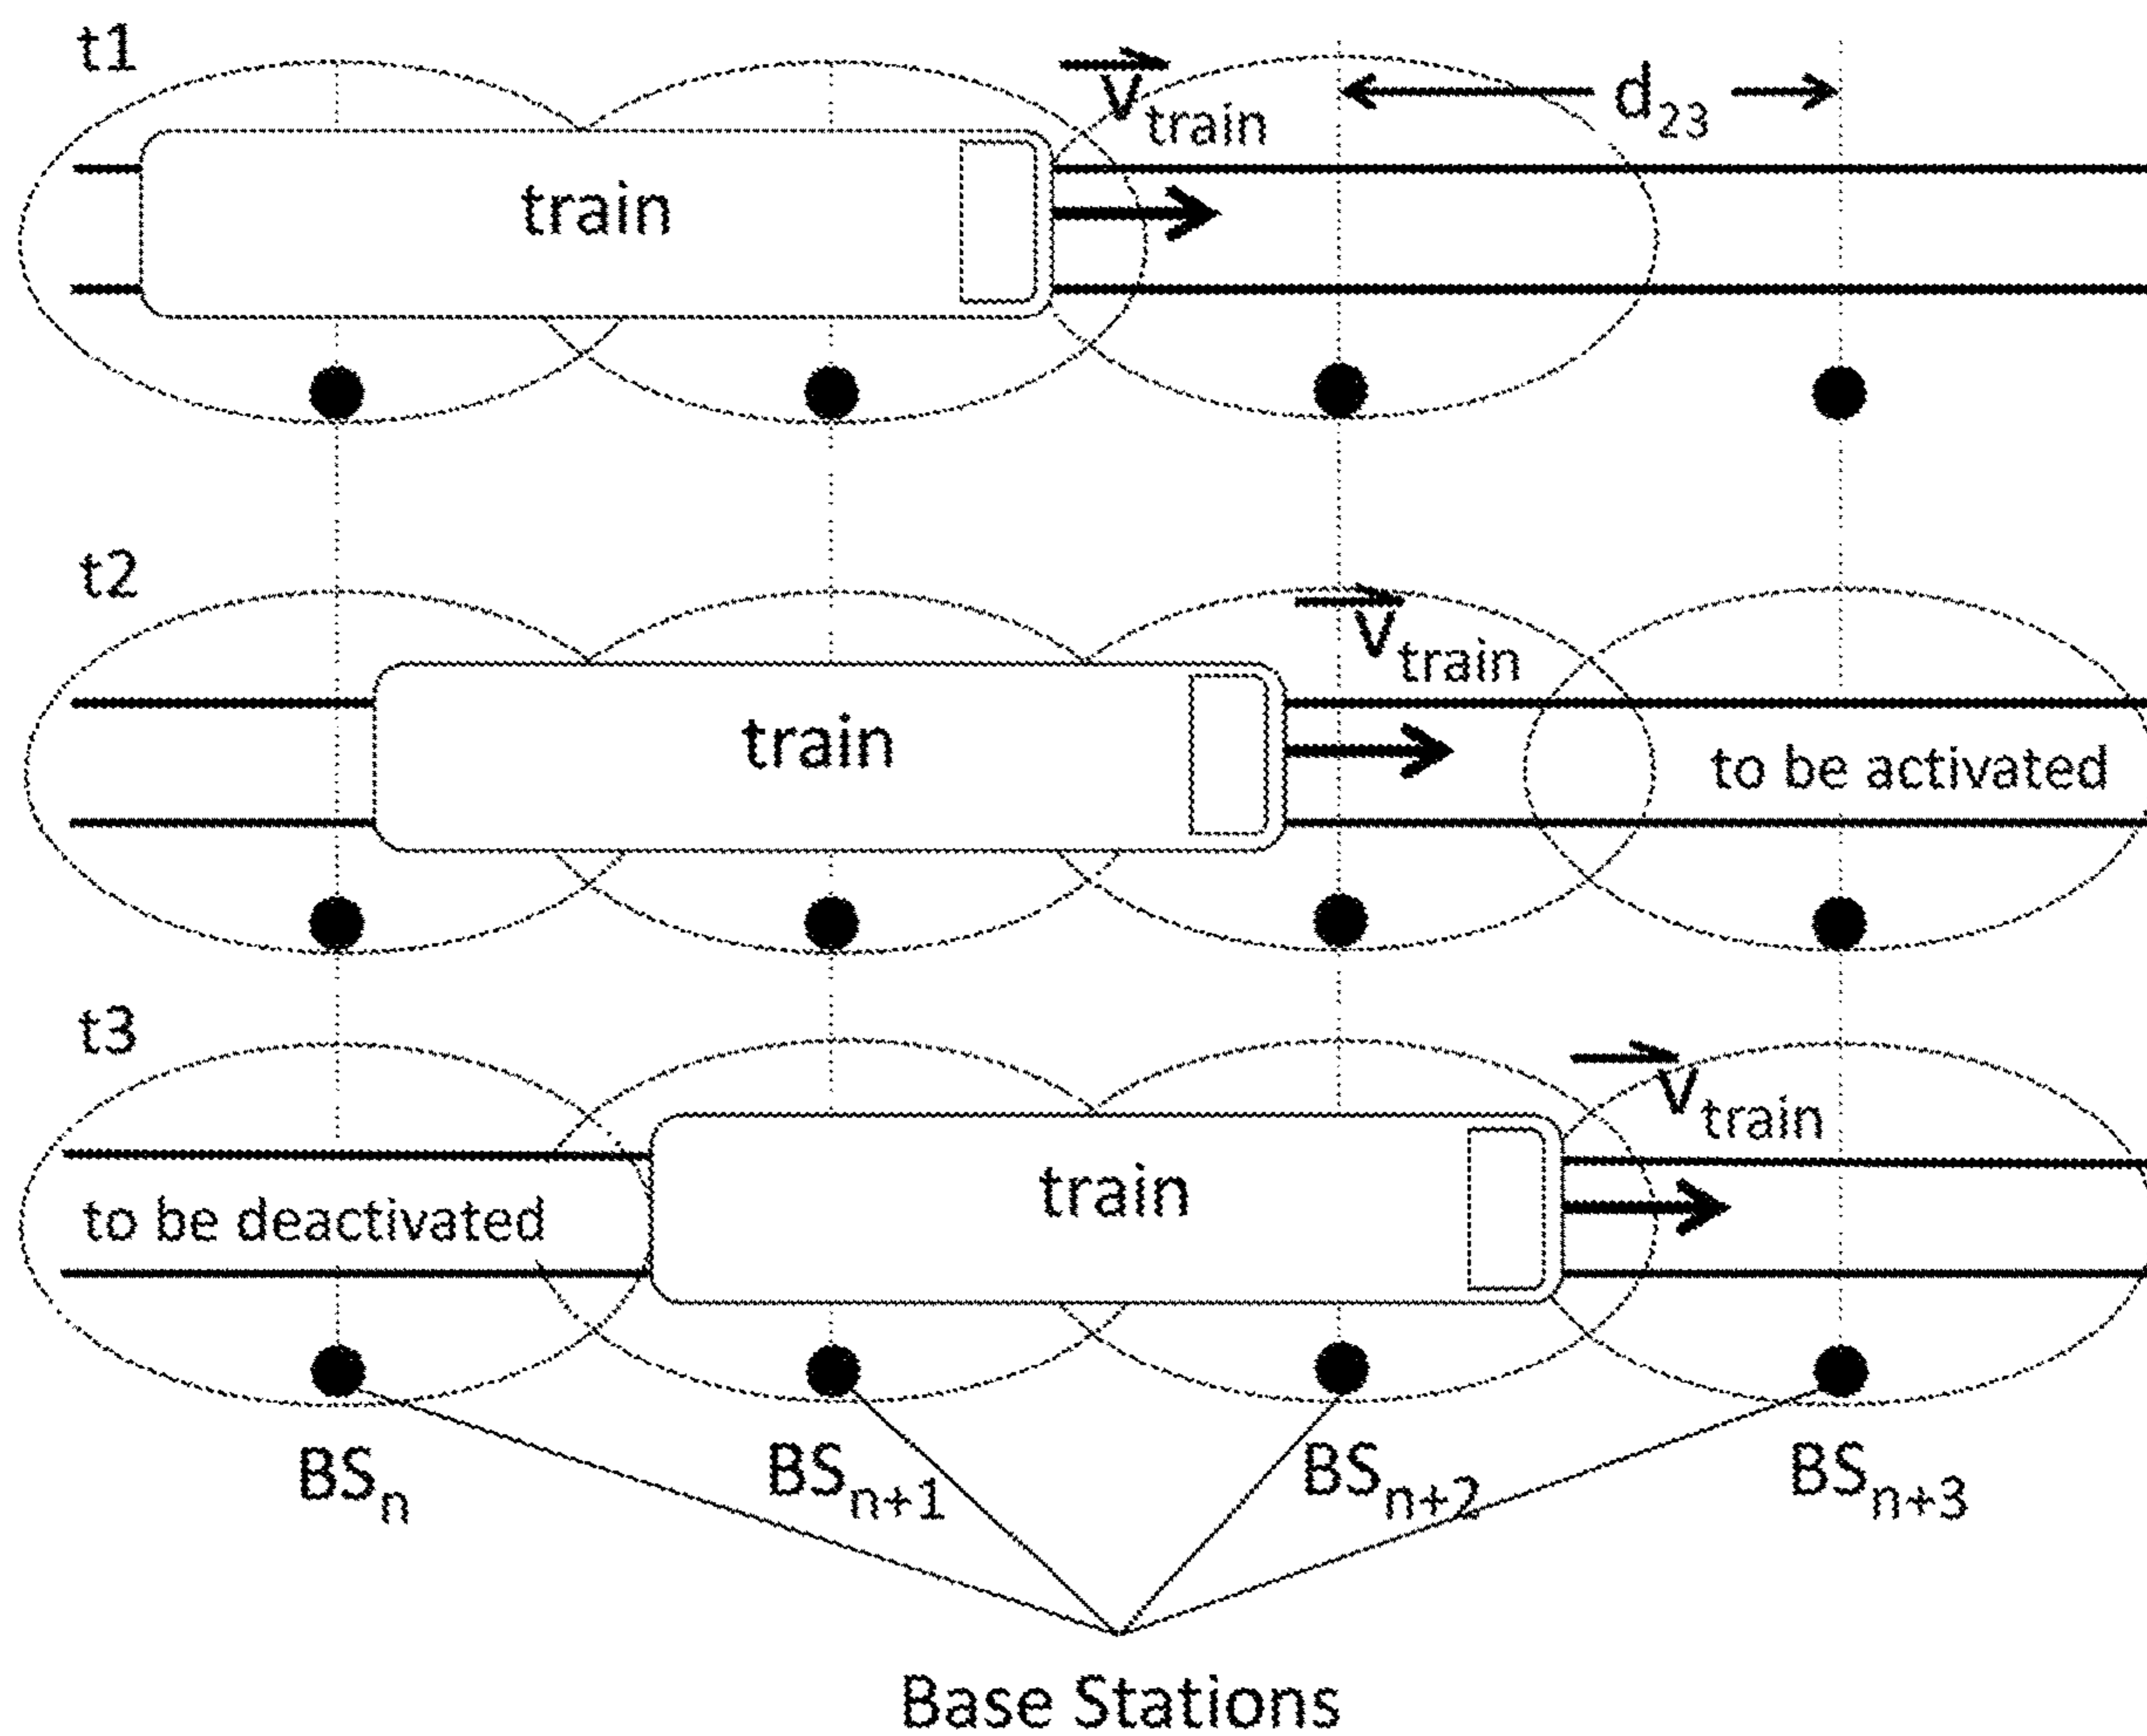 t1
v train
d23
train
t2
v train
train
to be activated
t3
v train
train
to be deactivated
BSn
BSn+1
BSn+2
BSn+3
Base Stations